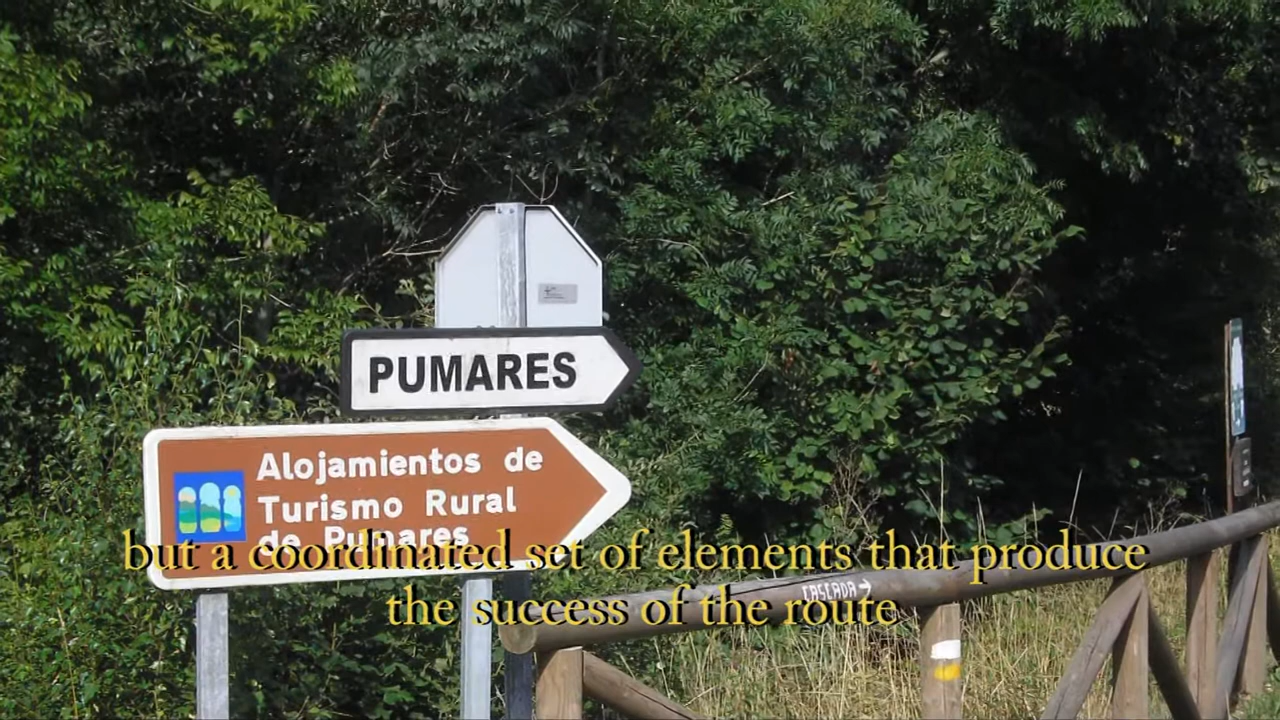 PUMARES
Alojamientos de
Turismo Rural
de Pumares
but a coordinated set of elements that produce
CASCADA →
the success of the route